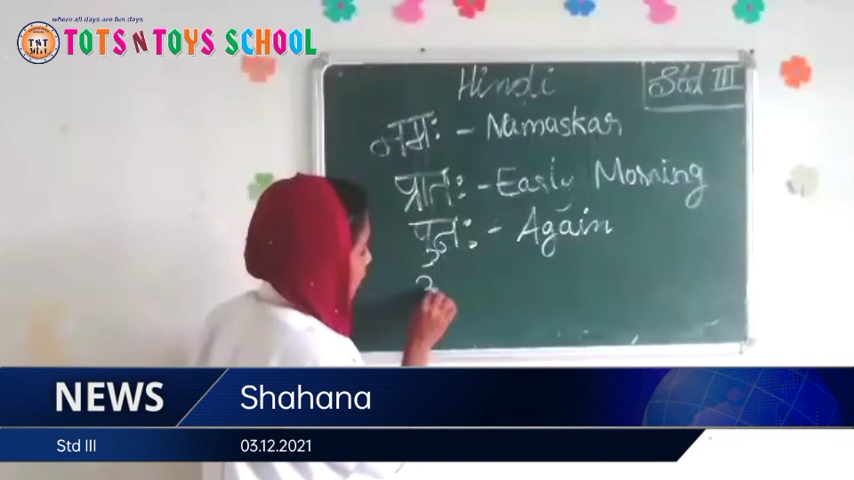 where all days are fun days
TNT
TOTS N TOYS SCHOOL
Hindi
Std III
नमः - Namaskar
प्रातः - Early Morning
पुनः - Again
NEWS
Shahana
Std III
03.12.2021